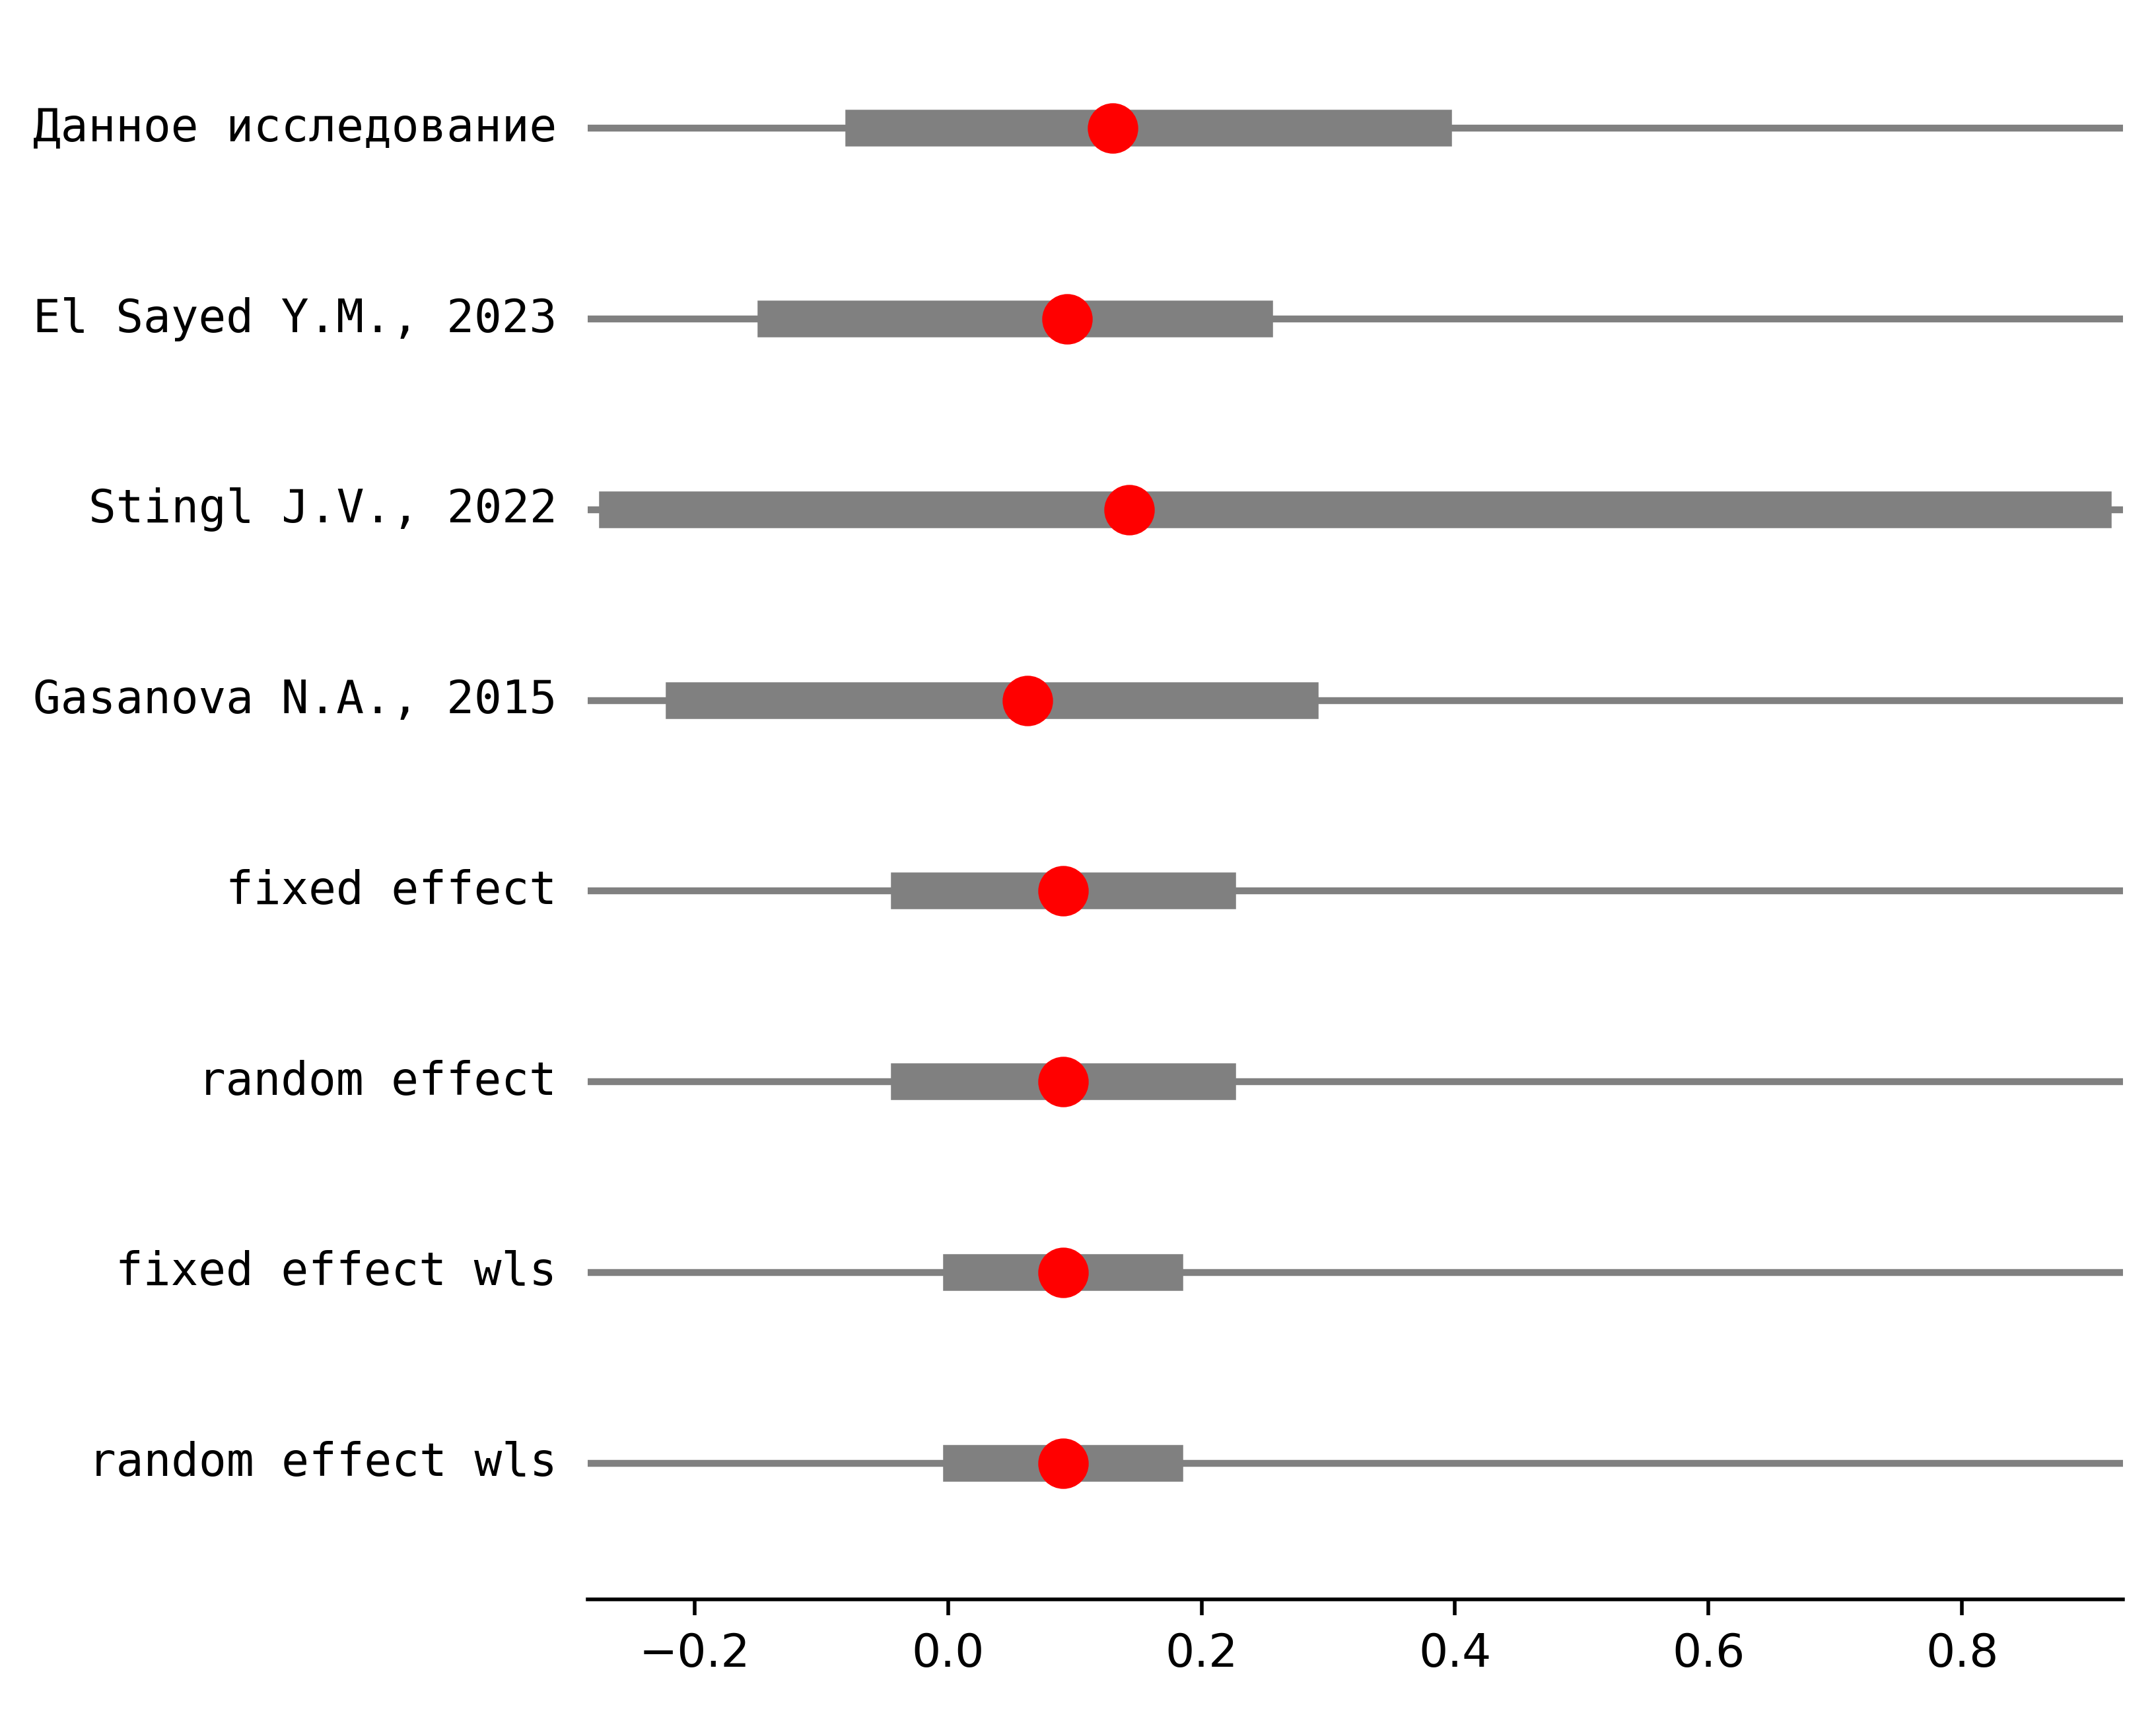 Данное исследование
El Sayed Y.M., 2023
Stingl J.V., 2022
Gasanova N.A., 2015
fixed effect
random effect
fixed effect wls
random effect wls
−0.2 0.0 0.2 0.4 0.6 0.8